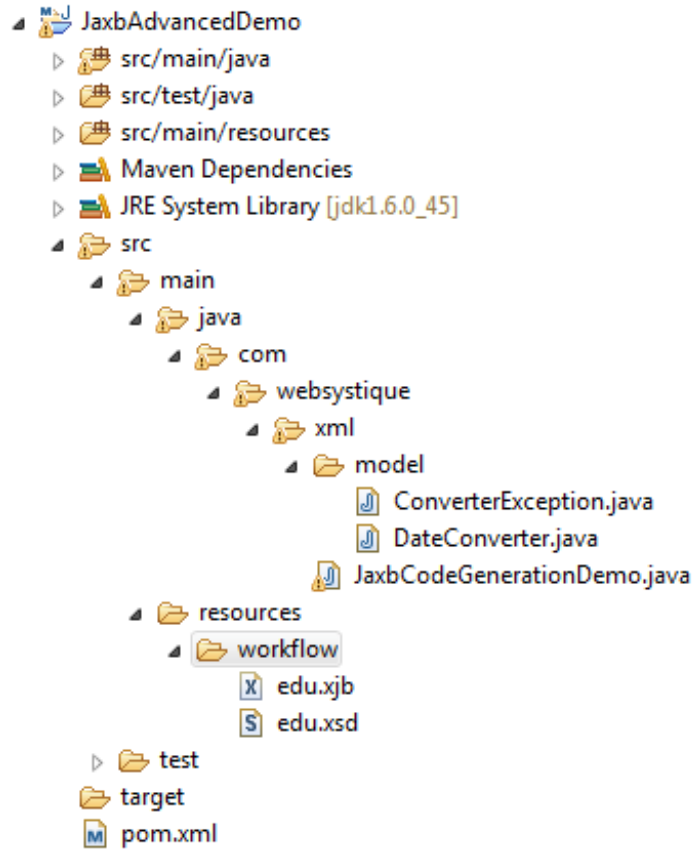 JaxbAdvancedDemo
src/main/java
src/test/java
src/main/resources
Maven Dependencies
JRE System Library [jdk1.6.0_45]
src
main
java
com
websystique
xml
model
ConverterException.java
DateConverter.java
JaxbCodeGenerationDemo.java
resources
workflow
edu.xjb
edu.xsd
test
target
pom.xml